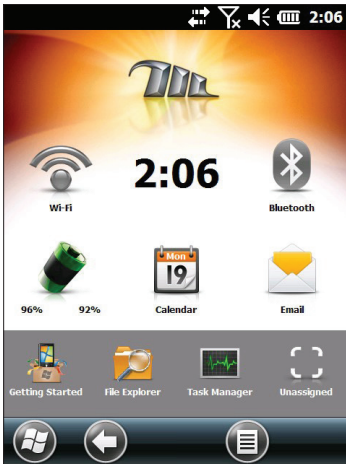 2:06
2:06
Wi-Fi
Bluetooth
Mon
19
96% 92%
Calendar
Email
Getting Started
File Explorer
Task Manager
Unassigned